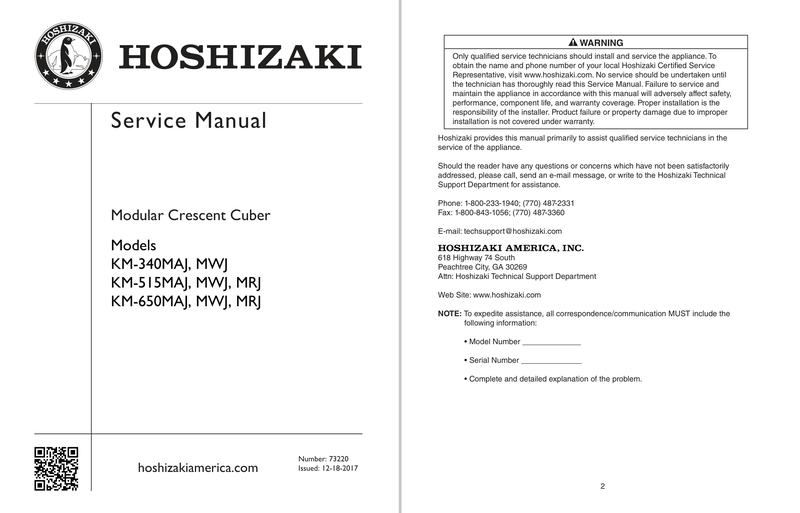 HOSHIZAKI
HOSHIZAKI
Service Manual
Modular Crescent Cuber
Models
KM-340MAJ, MWJ
KM-515MAJ, MWJ, MRJ
KM-650MAJ, MWJ, MRJ
hoshizakiamerica.com
Number: 73220
Issued: 12-18-2017
WARNING
Only qualified service technicians should install and service the appliance. To
obtain the name and phone number of your local Hoshizaki Certified Service
Representative, visit www.hoshizaki.com. No service should be undertaken until
the technician has thoroughly read this Service Manual. Failure to service and
maintain the appliance in accordance with this manual will adversely affect safety,
performance, component life, and warranty coverage. Proper installation is the
responsibility of the installer. Product failure or property damage due to improper
installation is not covered under warranty.
Hoshizaki provides this manual primarily to assist qualified service technicians in the
service of the appliance.
Should the reader have any questions or concerns which have not been satisfactorily
addressed, please call, send an e-mail message, or write to the Hoshizaki Technical
Support Department for assistance.
Phone: 1-800-233-1940; (770) 487-2331
Fax: 1-800-843-1056; (770) 487-3360
E-mail: techsupport@hoshizaki.com
HOSHIZAKI AMERICA, INC.
618 Highway 74 South
Peachtree City, GA 30269
Attn: Hoshizaki Technical Support Department
Web Site: www.hoshizaki.com
NOTE: To expedite assistance, all correspondence/communication MUST include the
following information:
• Model Number ______________
• Serial Number ______________
• Complete and detailed explanation of the problem.
2